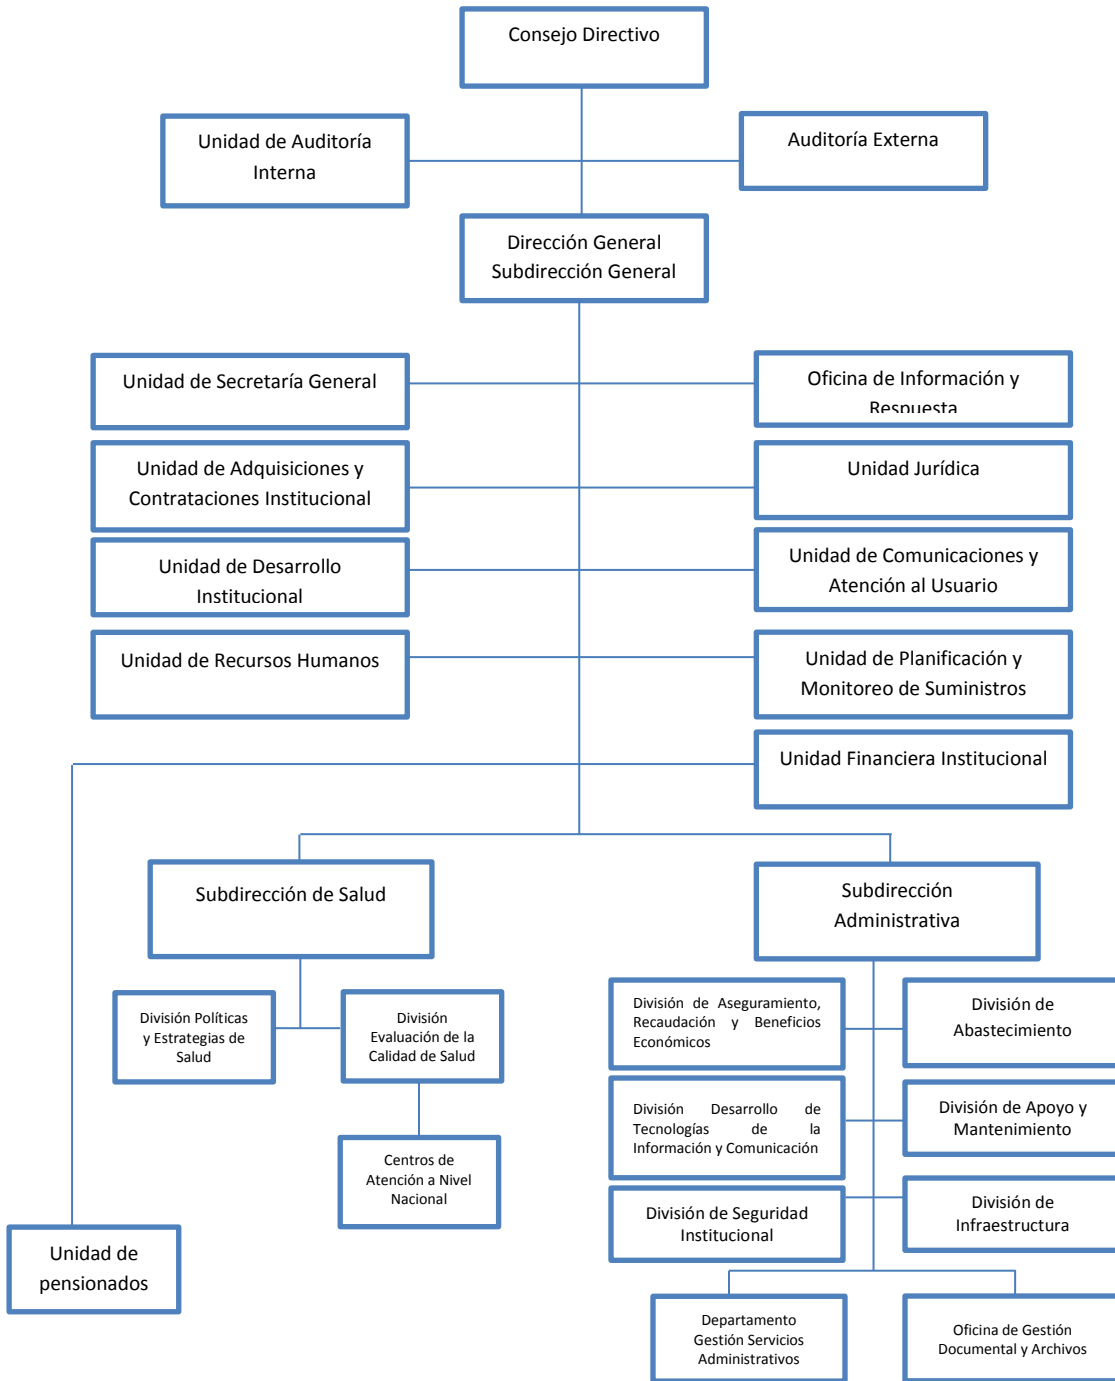 Consejo Directivo
Unidad de Auditoría
Interna
Auditoría Externa
Dirección General
Subdirección General
Unidad de Secretaría General
Oficina de Información y
Respuesta
Unidad de Adquisiciones y
Contrataciones Institucional
Unidad Jurídica
Unidad de Desarrollo
Institucional
Unidad de Comunicaciones y
Atención al Usuario
Unidad de Recursos Humanos
Unidad de Planificación y
Monitoreo de Suministros
Unidad Financiera Institucional
Subdirección de Salud
Subdirección
Administrativa
División Políticas
y Estrategias de
Salud
División
Evaluación de la
Calidad de Salud
División de Aseguramiento,
Recaudación y Beneficios
Económicos
División de
Abastecimiento
División Desarrollo de
Tecnologías de la
Información y Comunicación
División de Apoyo y
Mantenimiento
Centros de
Atención a Nivel
Nacional
División de Seguridad
Institucional
División de
Infraestructura
Unidad de
pensionados
Departamento
Gestión Servicios
Administrativos
Oficina de Gestión
Documental y Archivos